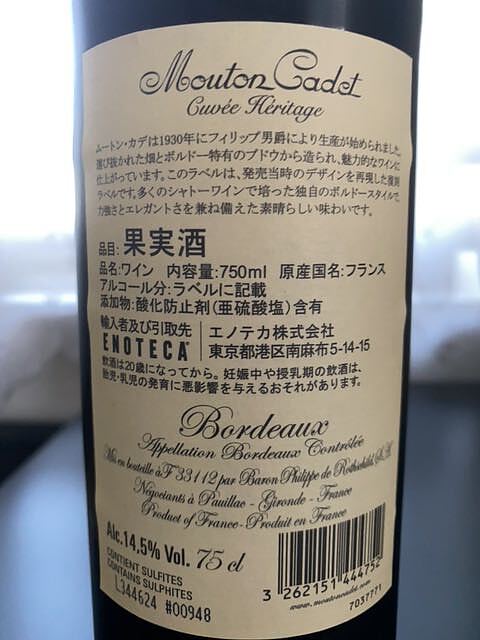 Mouton Cadet
Cuvée Héritage
ムートン・カデは1930年にフィリップ男爵により生産が始められました。
選び抜かれた畑とボルドー特有のブドウから造られ、魅力的なワインに
仕上がっています。このラベルは、発売当時のデザインを再現した復刻
ラベルです。多くのシャトーワインで培った独自のボルドースタイルで、
力強さとエレガントさを兼ね備えた素晴らしい味わいです。
品目:果実酒
品名:ワイン 内容量:750ml 原産国名:フランス
アルコール分:ラベルに記載
添加物:酸化防止剤(亜硫酸塩)含有
輸入者及び引取先 エノテカ株式会社
ENOTECA 東京都港区南麻布5-14-15
飲酒は20歳になってから。妊娠中や授乳期の飲酒は、
胎児・乳児の発育に悪影響を与えるおそれがあります。
Bordeaux
Appellation Bordeaux Contrôlée
Mis en bouteille à F 33112 par Baron Philippe de Rothschild, S.A.
Négociants à Pauillac - Gironde - France
Product of France - Produit en France
Alc.14,5% Vol. 75 cl
CONTIENT SULFITES
CONTAINS SULPHITES
L344624 #00948
3 262151 444752
www.moutoncadet.com
7057771